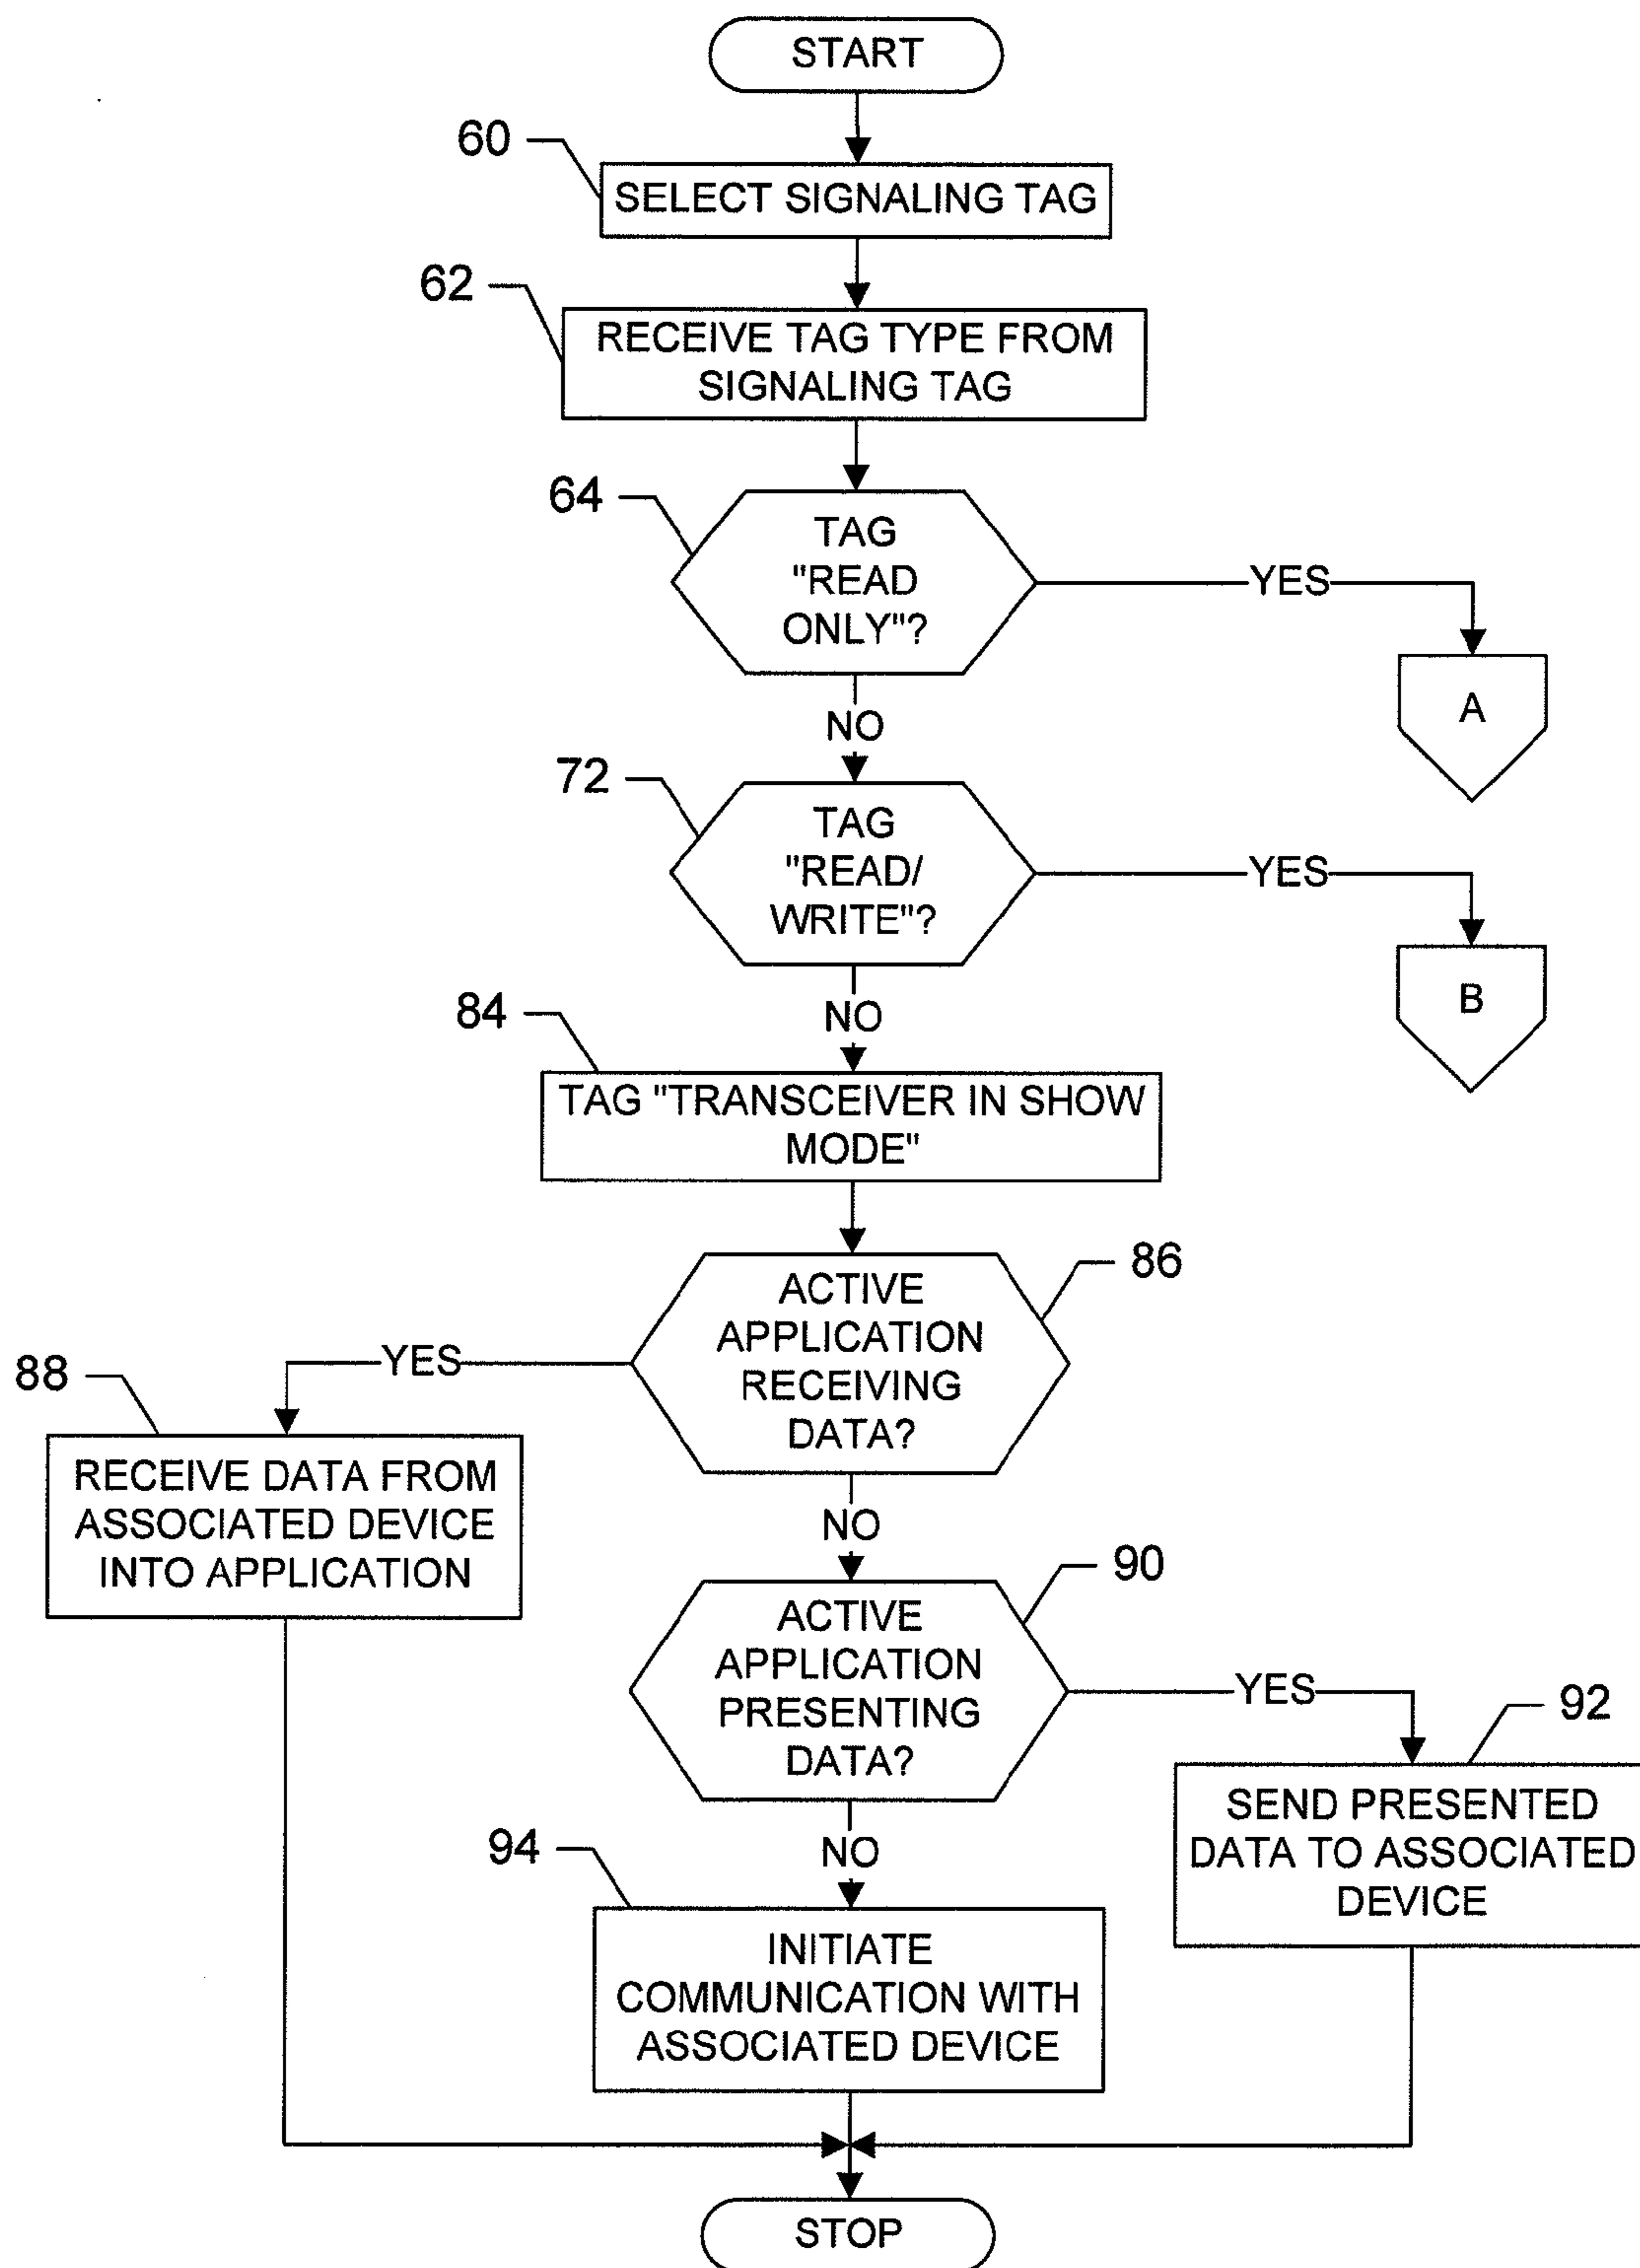 START
60
SELECT SIGNALING TAG
62
RECEIVE TAG TYPE FROM
SIGNALING TAG
64
TAG
"READ
ONLY"?
YES
A
NO
72
TAG
"READ/
WRITE"?
YES
B
NO
84
TAG "TRANSCEIVER IN SHOW
MODE"
86
ACTIVE
APPLICATION
RECEIVING
DATA?
YES
88
RECEIVE DATA FROM
ASSOCIATED DEVICE
INTO APPLICATION
NO
90
ACTIVE
APPLICATION
PRESENTING
DATA?
YES
92
SEND PRESENTED
DATA TO ASSOCIATED
DEVICE
NO
94
INITIATE
COMMUNICATION WITH
ASSOCIATED DEVICE
STOP